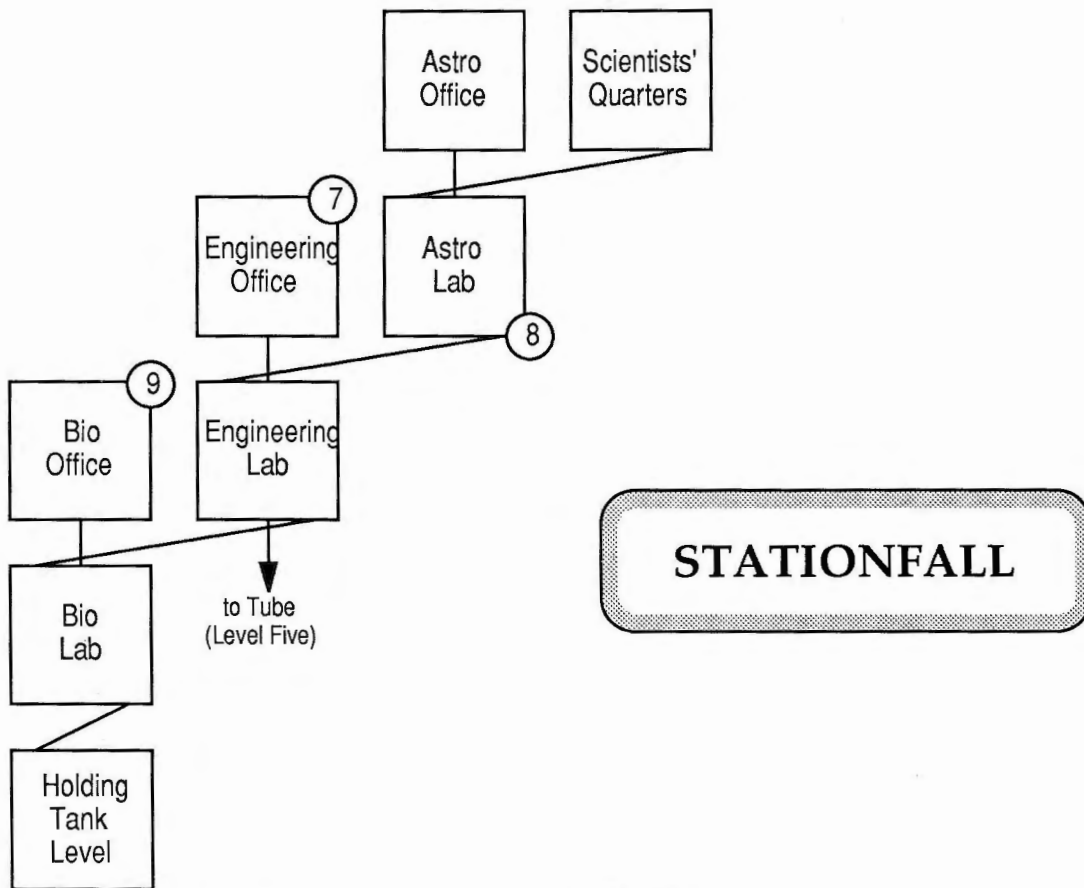 Astro
Office
Scientists'
Quarters
7
Engineering
Office
Astro
Lab
8
9
Bio
Office
Engineering
Lab
STATIONFALL
Bio
Lab
to Tube
(Level Five)
Holding
Tank
Level